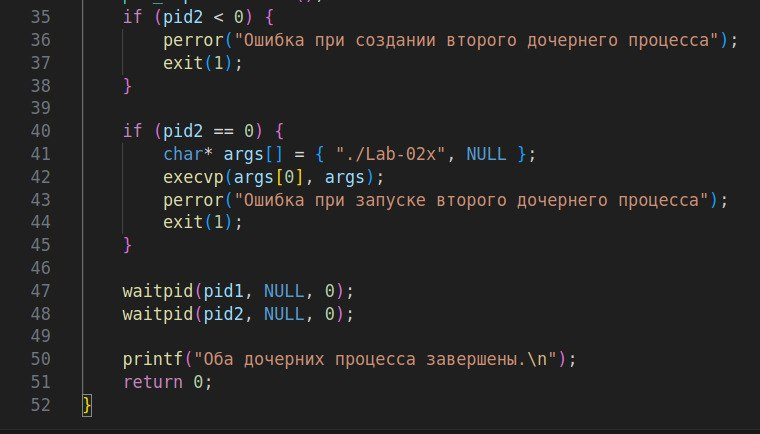 35 if (pid2 < 0) {
36 perror("Ошибка при создании второго дочернего процесса");
37 exit(1);
38 }
39
40 if (pid2 == 0) {
41 char* args[] = { "./Lab-02x", NULL };
42 execvp(args[0], args);
43 perror("Ошибка при запуске второго дочернего процесса");
44 exit(1);
45 }
46
47 waitpid(pid1, NULL, 0);
48 waitpid(pid2, NULL, 0);
49
50 printf("Оба дочерних процесса завершены.\n");
51 return 0;
52 }